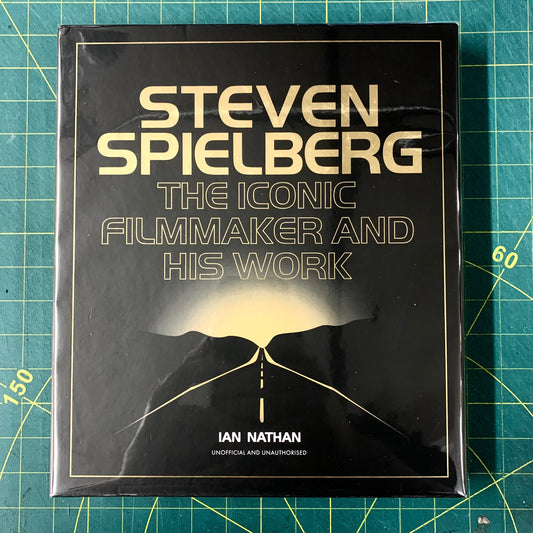 STEVEN
SPIELBERG
THE ICONIC
FILMMAKER AND
HIS WORK
IAN NATHAN
UNOFFICIAL AND UNAUTHORISED
60
150